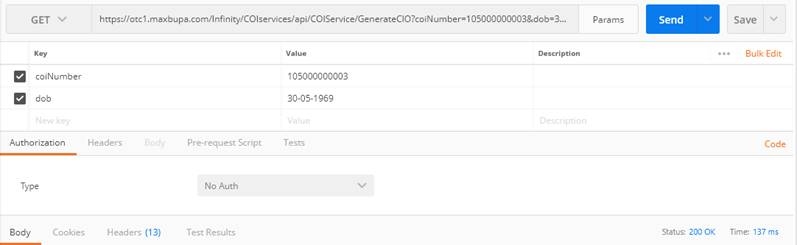 GET https://otc1.maxbupa.com/Infinity/COIservices/api/COIService/GenerateCIO?coiNumber=105000000003&dob=3... Params Send Save
Key Value Description ••• Bulk Edit
coiNumber 105000000003
dob 30-05-1969
New key Value Description
Authorization Headers Body Pre-request Script Tests Code
Type No Auth
Body Cookies Headers (13) Test Results Status: 200 OK Time: 137 ms